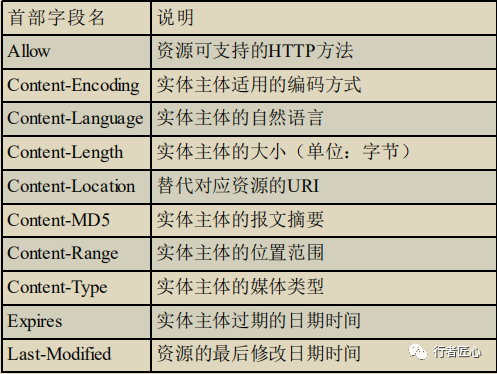 首部字段名 说明
Allow 资源可支持的HTTP方法
Content-Encoding 实体主体适用的编码方式
Content-Language 实体主体的自然语言
Content-Length 实体主体的大小（单位：字节）
Content-Location 替代对应资源的URI
Content-MD5 实体主体的报文摘要
Content-Range 实体主体的位置范围
Content-Type 实体主体的媒体类型
Expires 实体主体过期的日期时间
Last-Modified 资源的最后修改日期时间
行者匠心